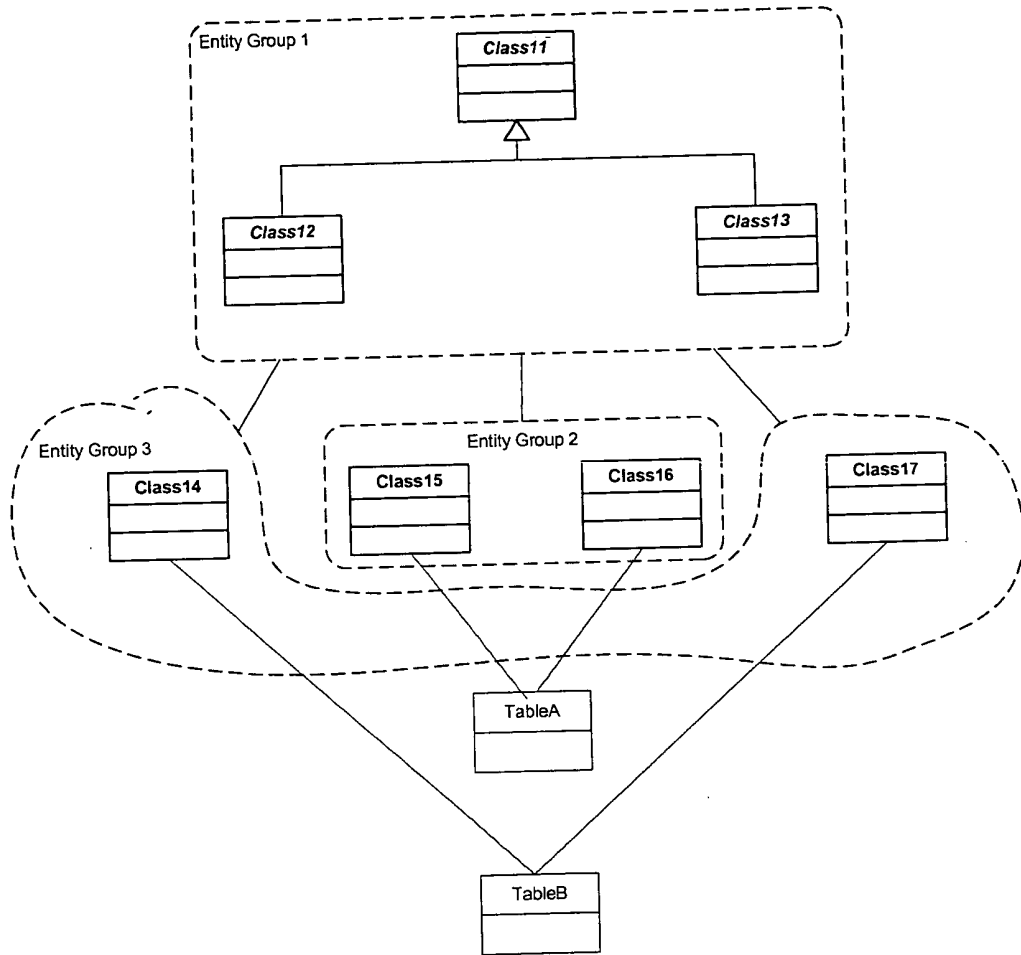 Entity Group 1
Class11
Class12
Class13
Entity Group 2
Entity Group 3
Class14
Class15
Class16
Class17
TableA
TableB